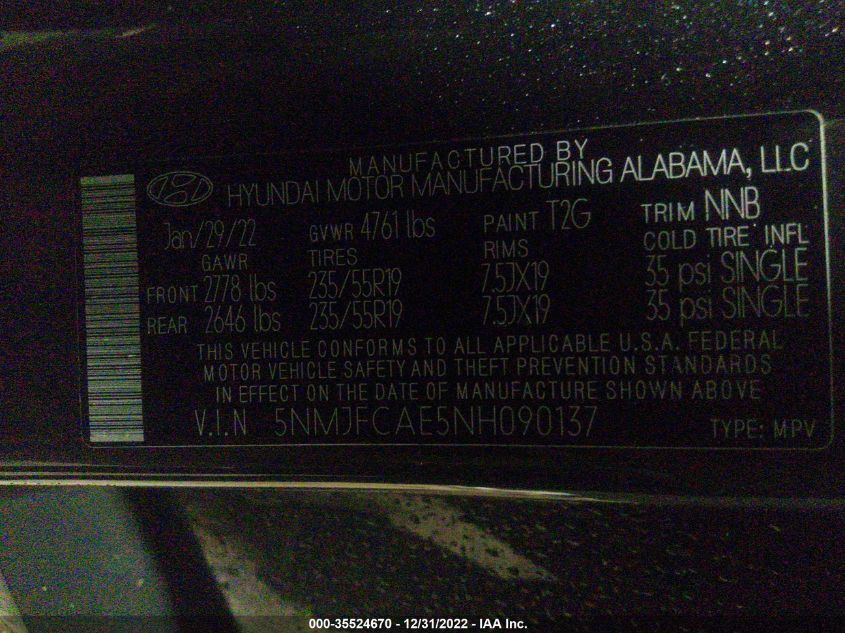 MANUFACTURED BY
HYUNDAI MOTOR MANUFACTURING ALABAMA, LLC
Jan/29/22 GVWR 4761 lbs PAINT T2G TRIM NNB
GAWR TIRES RIMS COLD TIRE INFL
FRONT 2778 lbs 235/55R19 7.5JX19 35 psi SINGLE
REAR 2646 lbs 235/55R19 7.5JX19 35 psi SINGLE
THIS VEHICLE CONFORMS TO ALL APPLICABLE U.S.A. FEDERAL
MOTOR VEHICLE SAFETY AND THEFT PREVENTION STANDARDS
IN EFFECT ON THE DATE OF MANUFACTURE SHOWN ABOVE
V.I.N 5NMJFCAE5NH090137 TYPE: MPV
000-35524670 - 12/31/2022 - IAA Inc.